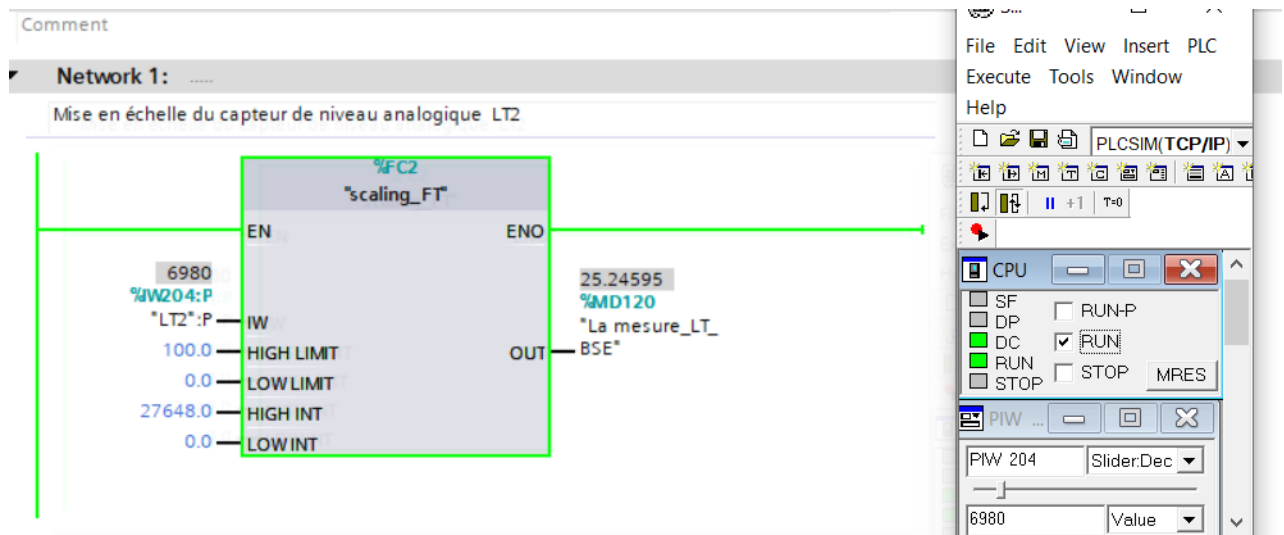 Comment
Network 1: .....
Mise en échelle du capteur de niveau analogique LT2
%FC2
"scaling_FT"
EN
ENO
6980
%IW204:P
"LT2":P
IW
100.0
HIGH LIMIT
0.0
LOW LIMIT
27648.0
HIGH INT
0.0
LOW INT
OUT
25.24595
%MD120
"La mesure_LT_
BSE"
File Edit View Insert PLC
Execute Tools Window
Help
PLCSIM(TCP/IP)
+1
T=0
CPU
SF
DP
DC
RUN
STOP
RUN-P
RUN
STOP
MRES
PIW ...
PIW 204
Slider:Dec
6980
Value